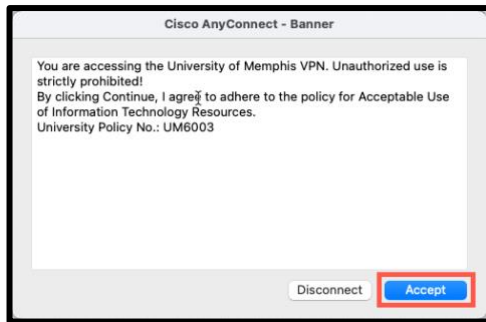 Cisco AnyConnect - Banner
You are accessing the University of Memphis VPN. Unauthorized use is
strictly prohibited!
By clicking Continue, I agree to adhere to the policy for Acceptable Use
of Information Technology Resources.
University Policy No.: UM6003
Disconnect Accept